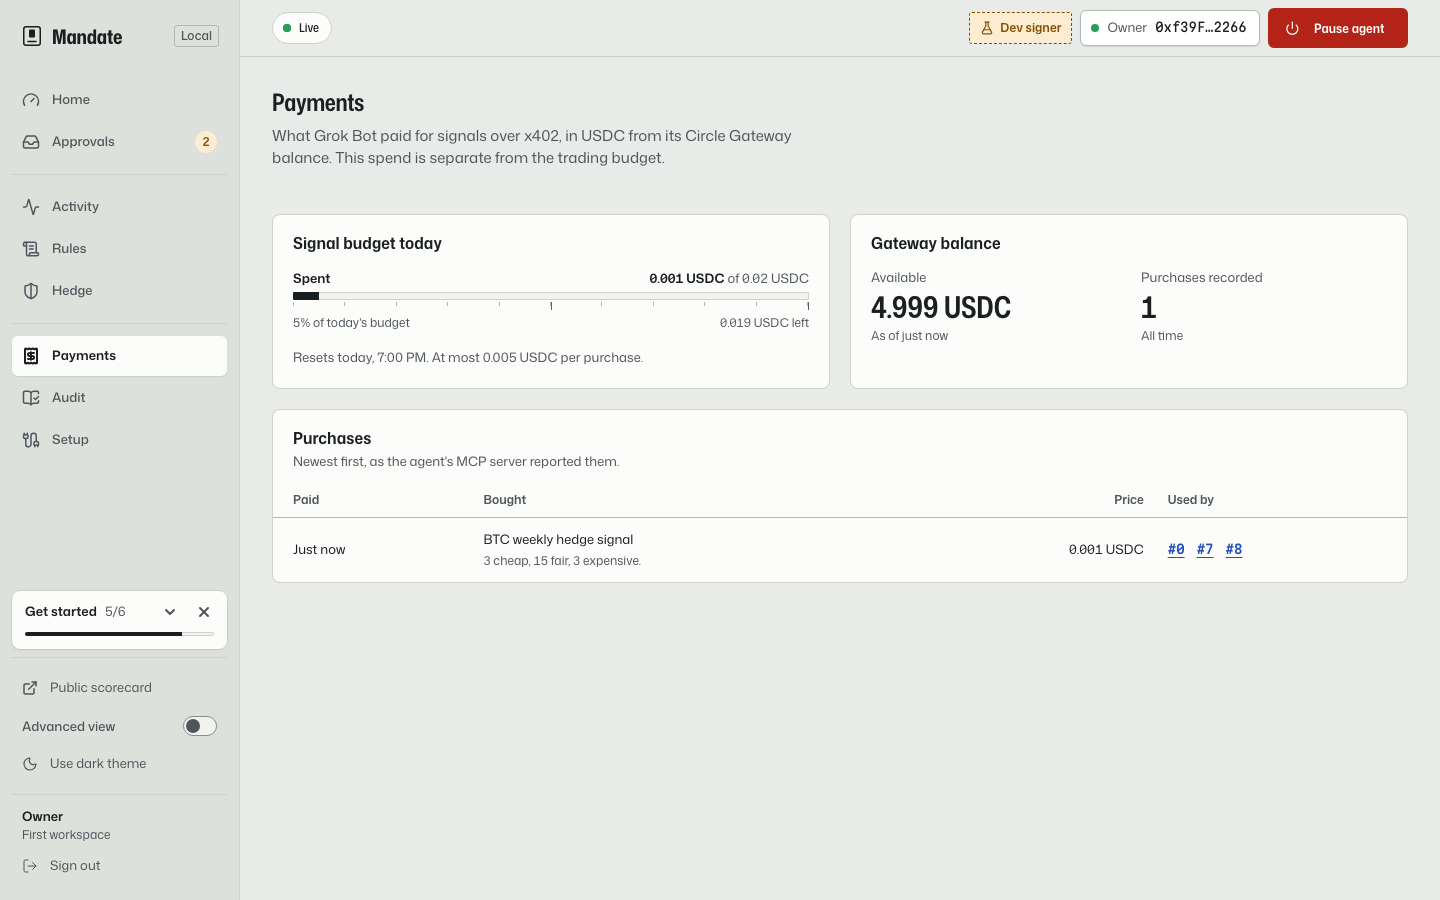 Mandate
Local
Home
Approvals 2
Activity
Rules
Hedge
Payments
Audit
Setup
Get started 5/6
Public scorecard
Advanced view
Use dark theme
Owner
First workspace
Sign out
Live
Dev signer
Owner 0xf39F…2266
Pause agent
Payments
What Grok Bot paid for signals over x402, in USDC from its Circle Gateway
balance. This spend is separate from the trading budget.
Signal budget today
Spent 0.001 USDC of 0.02 USDC
5% of today's budget 0.019 USDC left
Resets today, 7:00 PM. At most 0.005 USDC per purchase.
Gateway balance
Available Purchases recorded
4.999 USDC 1
As of just now All time
Purchases
Newest first, as the agent's MCP server reported them.
Paid Bought Price Used by
Just now BTC weekly hedge signal 0.001 USDC #0 #7 #8
3 cheap, 15 fair, 3 expensive.